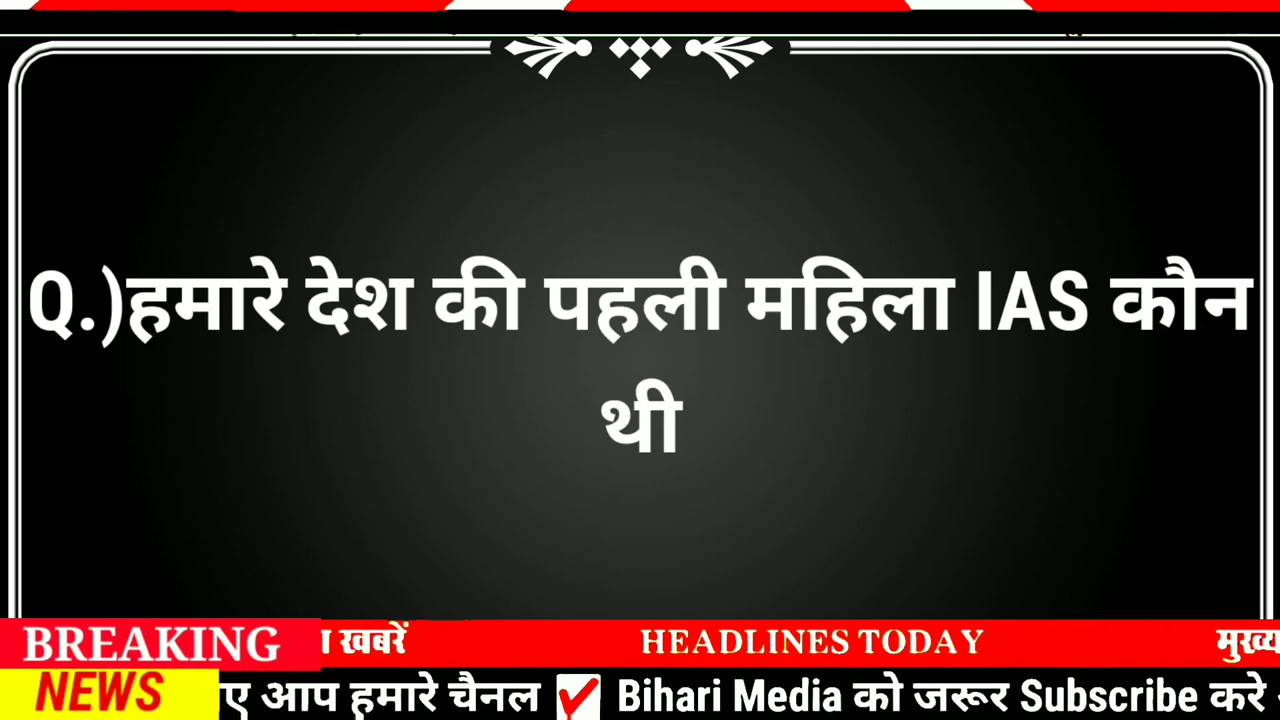 Q.)हमारे देश की पहली महिला IAS कौन
थी
BREAKING
खबरें HEADLINES TODAY मुख्य
NEWS
आप हमारे चैनल ✔ Bihari Media को जरूर Subscribe करे